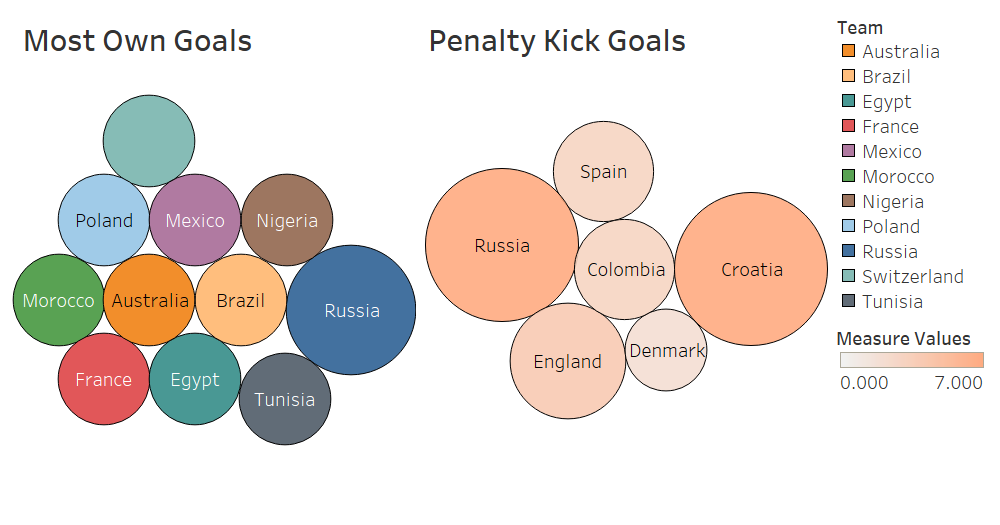 Most Own Goals
Poland
Mexico
Nigeria
Morocco
Australia
Brazil
Russia
France
Egypt
Tunisia
Penalty Kick Goals
Spain
Russia
Colombia
Croatia
England
Denmark
Team
Australia
Brazil
Egypt
France
Mexico
Morocco
Nigeria
Poland
Russia
Switzerland
Tunisia
Measure Values
0.000 7.000